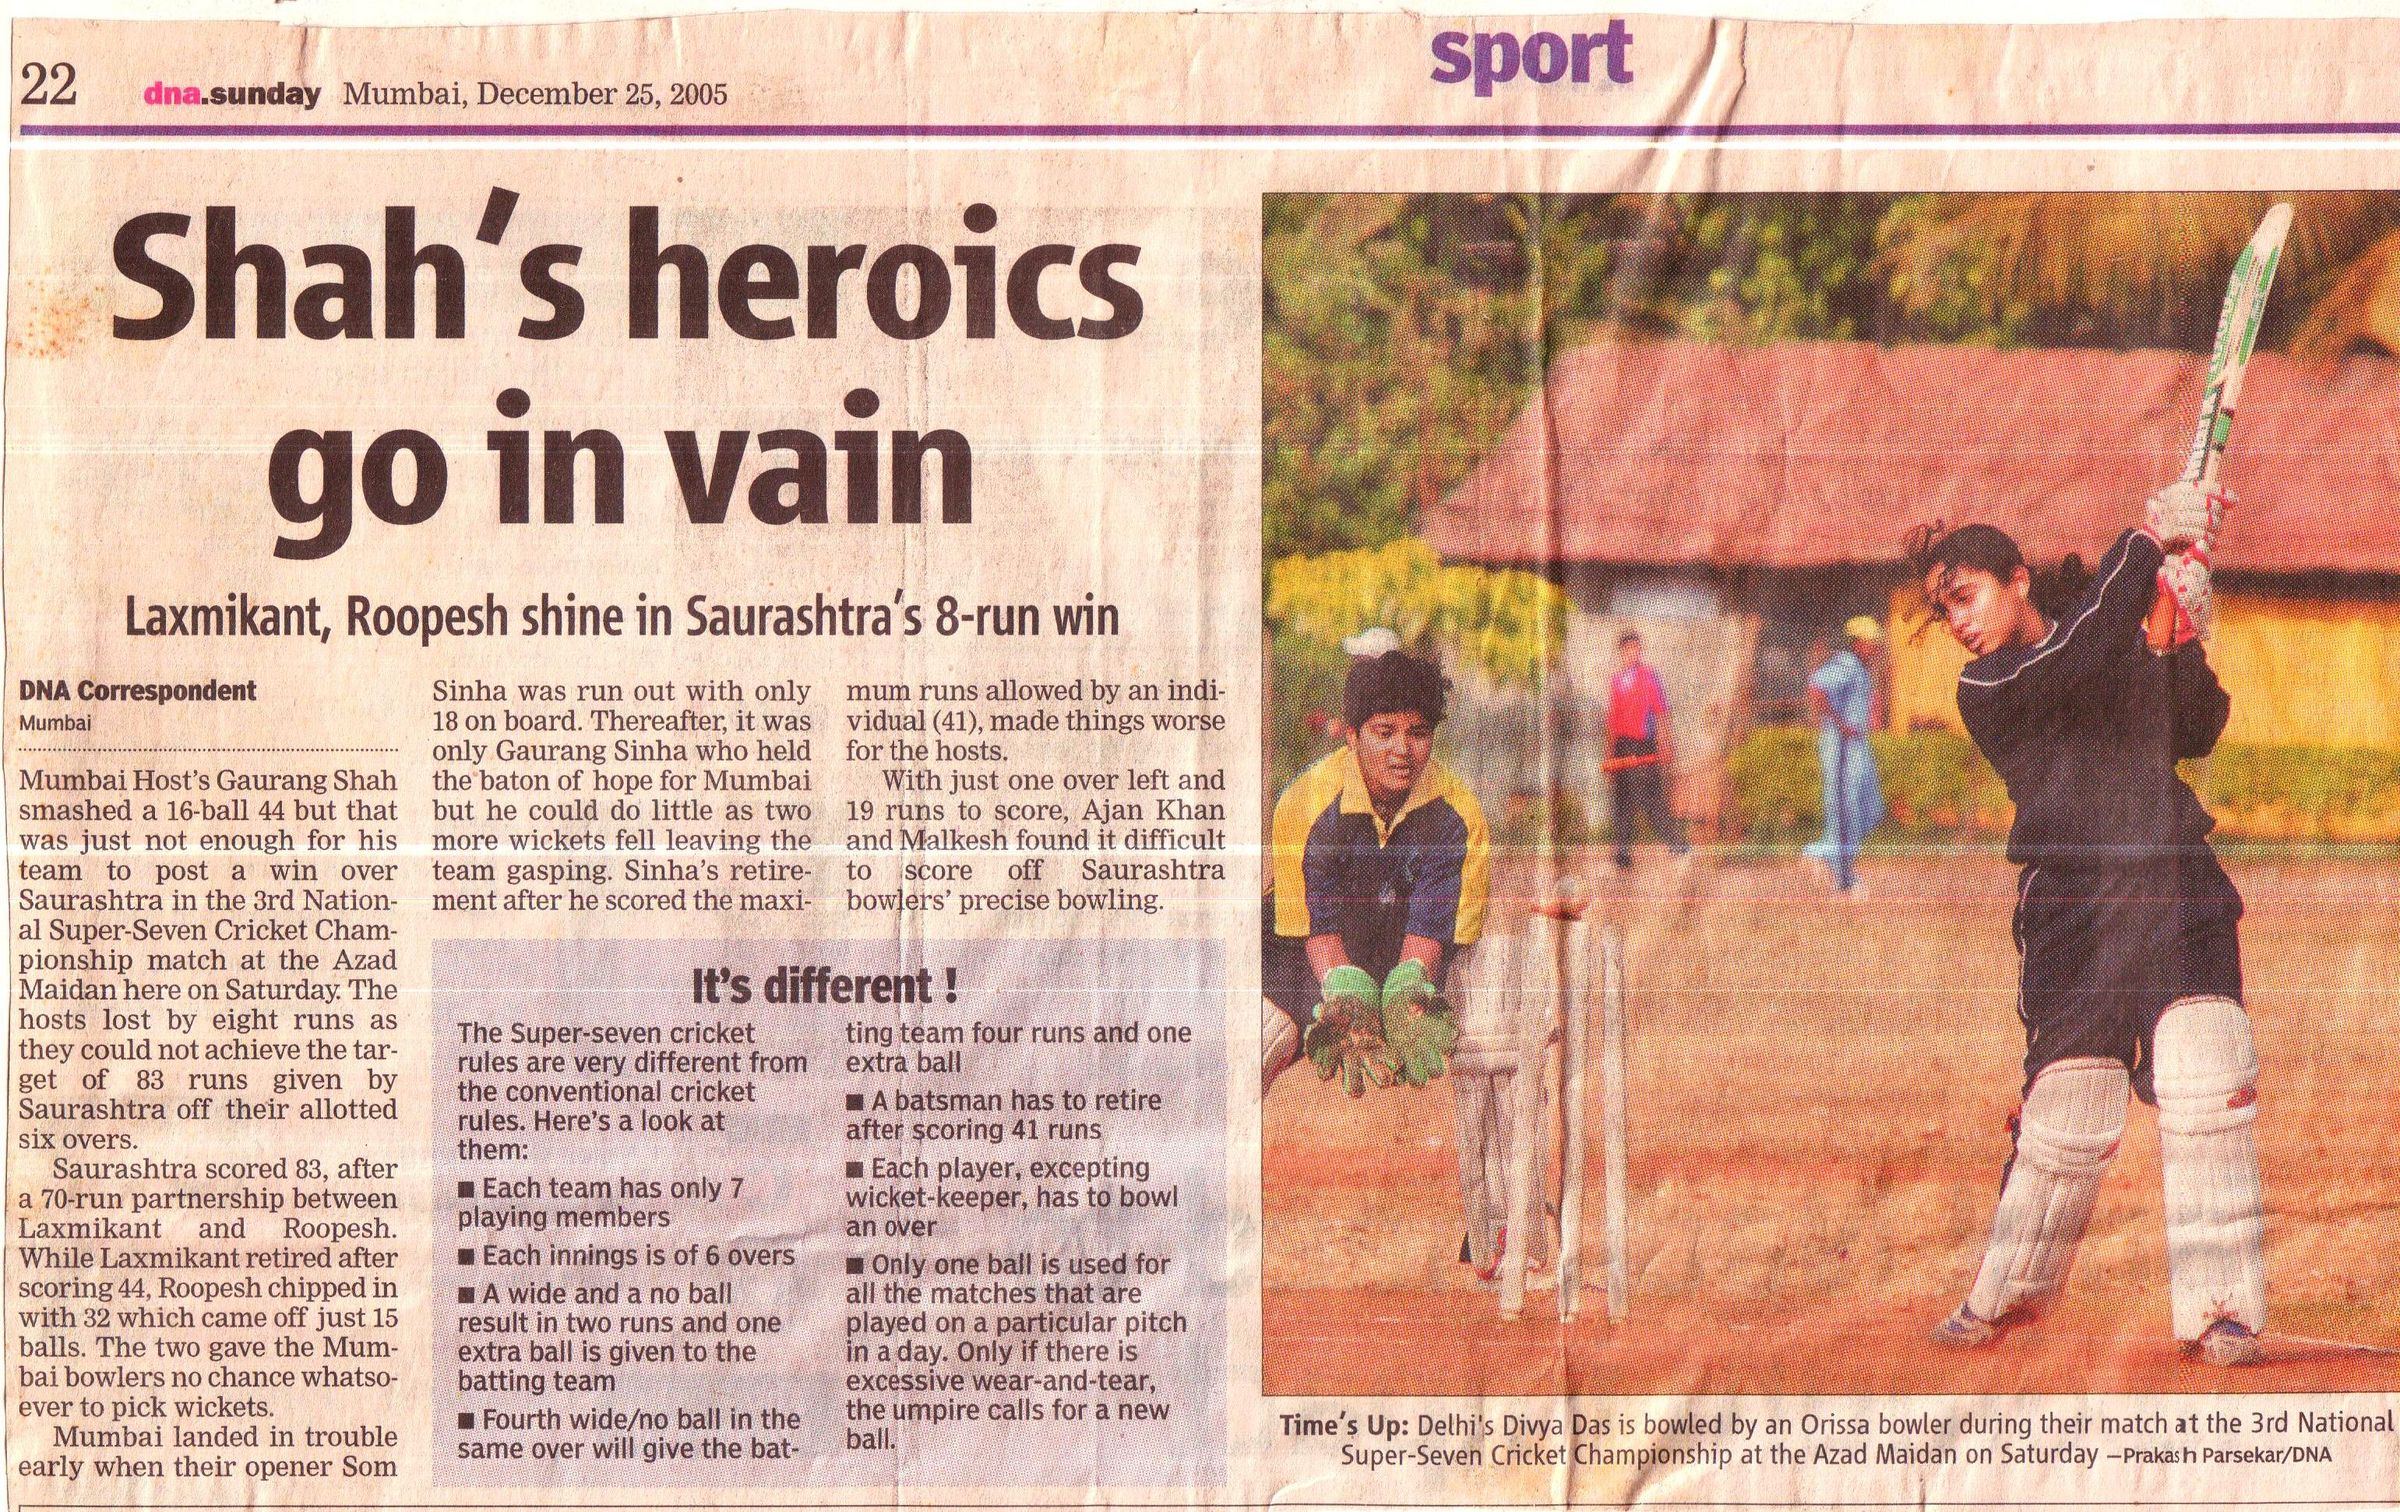 22 dna.sunday Mumbai, December 25, 2005
sport
Shah's heroics
go in vain
Laxmikant, Roopesh shine in Saurashtra's 8-run win
DNA Correspondent
Mumbai
Mumbai Host's Gaurang Shah
smashed a 16-ball 44 but that
was just not enough for his
team to post a win over
Saurashtra in the 3rd Nation-
al Super-Seven Cricket Cham-
pionship match at the Azad
Maidan here on Saturday. The
hosts lost by eight runs as
they could not achieve the tar-
get of 83 runs given by
Saurashtra off their allotted
six overs.
Saurashtra scored 83, after
a 70-run partnership between
Laxmikant and Roopesh.
While Laxmikant retired after
scoring 44, Roopesh chipped in
with 32 which came off just 15
balls. The two gave the Mum-
bai bowlers no chance whatso-
ever to pick wickets.
Mumbai landed in trouble
early when their opener Som
Sinha was run out with only
18 on board. Thereafter, it was
only Gaurang Sinha who held
the baton of hope for Mumbai
but he could do little as two
more wickets fell leaving the
team gasping. Sinha's retire-
ment after he scored the maxi-
mum runs allowed by an indi-
vidual (41), made things worse
for the hosts.
With just one over left and
19 runs to score, Ajan Khan
and Malkesh found it difficult
to score off Saurashtra
bowlers' precise bowling.
It's different !
The Super-seven cricket
rules are very different from
the conventional cricket
rules. Here's a look at
them:
■ Each team has only 7
playing members
■ Each innings is of 6 overs
■ A wide and a no ball
result in two runs and one
extra ball is given to the
batting team
■ Fourth wide/no ball in the
same over will give the bat-
ting team four runs and one
extra ball
■ A batsman has to retire
after scoring 41 runs
■ Each player, excepting
wicket-keeper, has to bowl
an over
■ Only one ball is used for
all the matches that are
played on a particular pitch
in a day. Only if there is
excessive wear-and-tear,
the umpire calls for a new
ball.
Time's Up: Delhi's Divya Das is bowled by an Orissa bowler during their match at the 3rd National
Super-Seven Cricket Championship at the Azad Maidan on Saturday —Prakash Parsekar/DNA